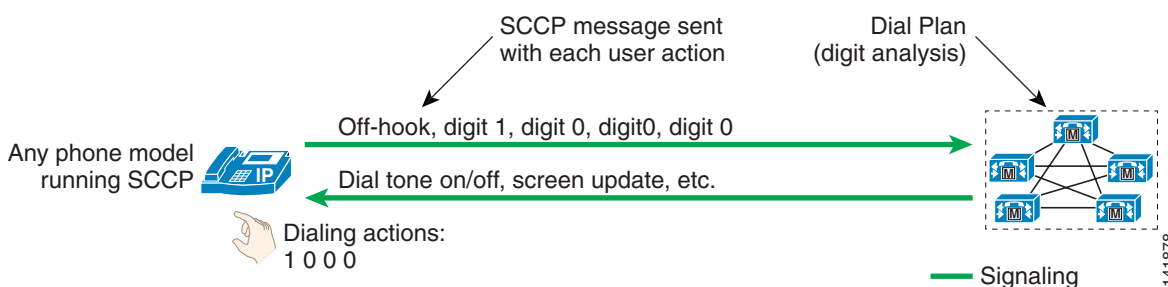 SCCP message sent
with each user action
Dial Plan
(digit analysis)
Off-hook, digit 1, digit 0, digit0, digit 0
Any phone model
running SCCP
IP
Dial tone on/off, screen update, etc.
M
M
M
M
M
Dialing actions:
1 0 0 0
Signaling
141878